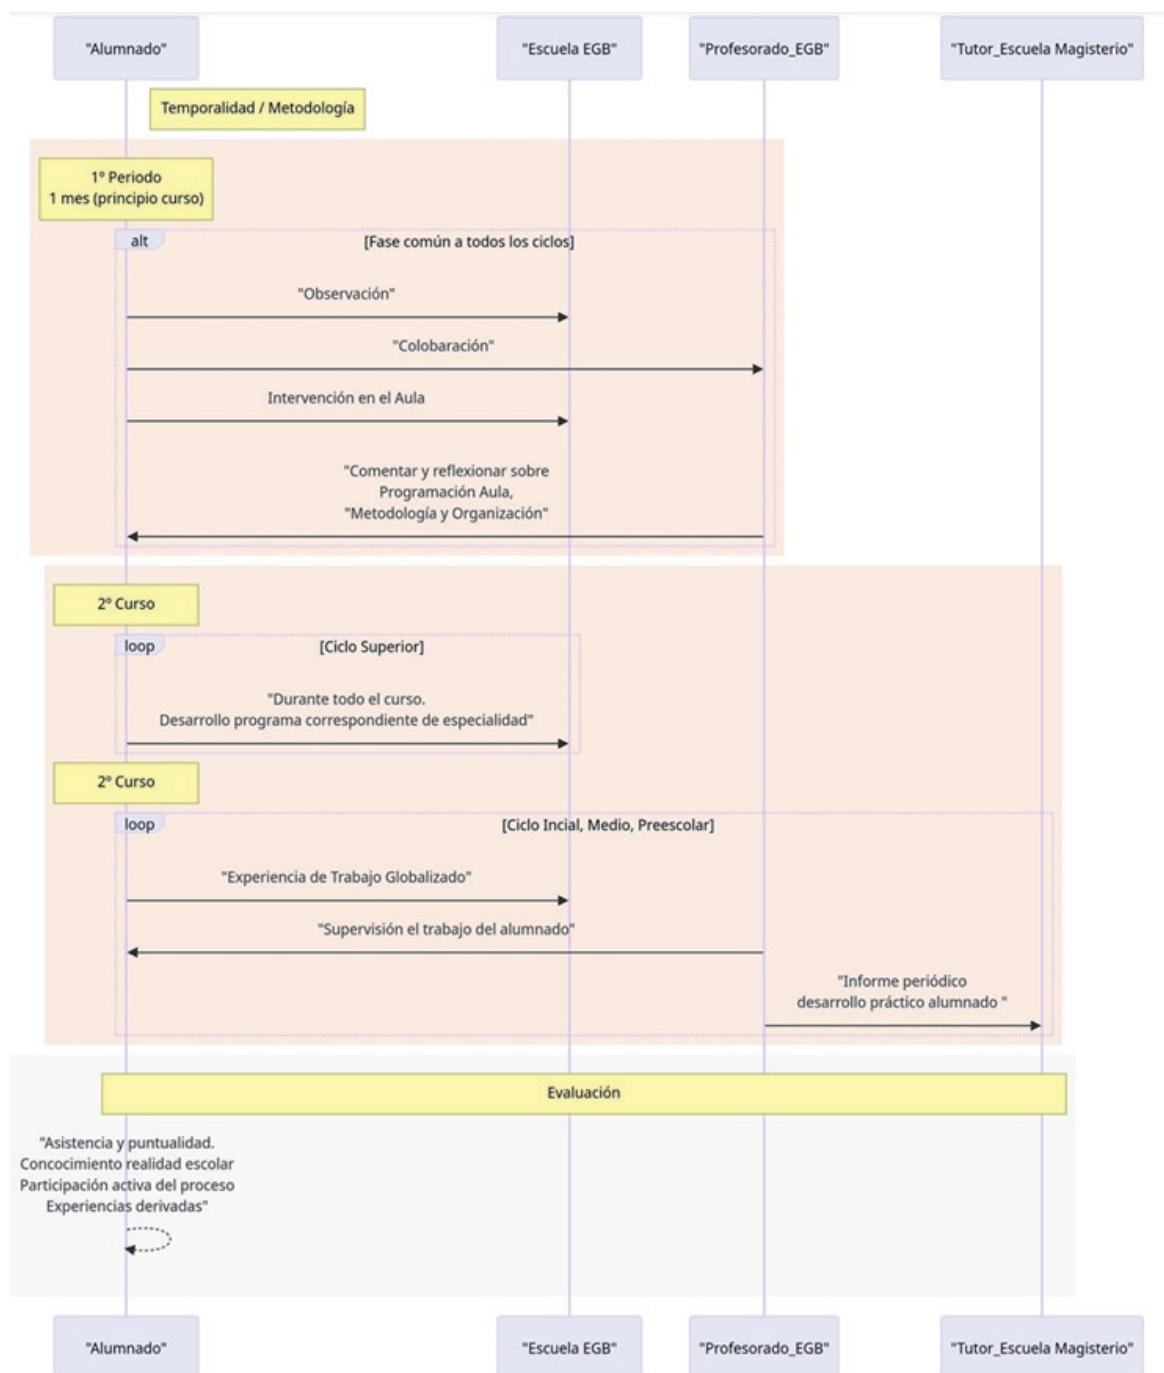 "Alumnado"
"Escuela EGB"
"Profesorado_EGB"
"Tutor_Escuela Magisterio"
Temporalidad / Metodología
1º Periodo
1 mes (principio curso)
alt
[Fase común a todos los ciclos]
"Observación"
"Colobaración"
Intervención en el Aula
"Comentar y reflexionar sobre
Programación Aula,
"Metodología y Organización"
2º Curso
loop
[Ciclo Superior]
"Durante todo el curso.
Desarrollo programa correspondiente de especialidad"
2º Curso
loop
[Ciclo Incial, Medio, Preescolar]
"Experiencia de Trabajo Globalizado"
"Supervisión el trabajo del alumnado"
"Informe periódico
desarrollo práctico alumnado "
Evaluación
"Asistencia y puntualidad.
Concocimiento realidad escolar
Participación activa del proceso
Experiencias derivadas"
"Alumnado"
"Escuela EGB"
"Profesorado_EGB"
"Tutor_Escuela Magisterio"